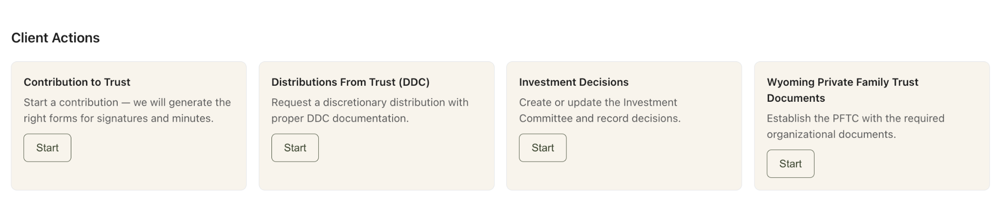 Client Actions
Contribution to Trust
Start a contribution — we will generate the
right forms for signatures and minutes.
Start
Distributions From Trust (DDC)
Request a discretionary distribution with
proper DDC documentation.
Start
Investment Decisions
Create or update the Investment
Committee and record decisions.
Start
Wyoming Private Family Trust
Documents
Establish the PFTC with the required
organizational documents.
Start